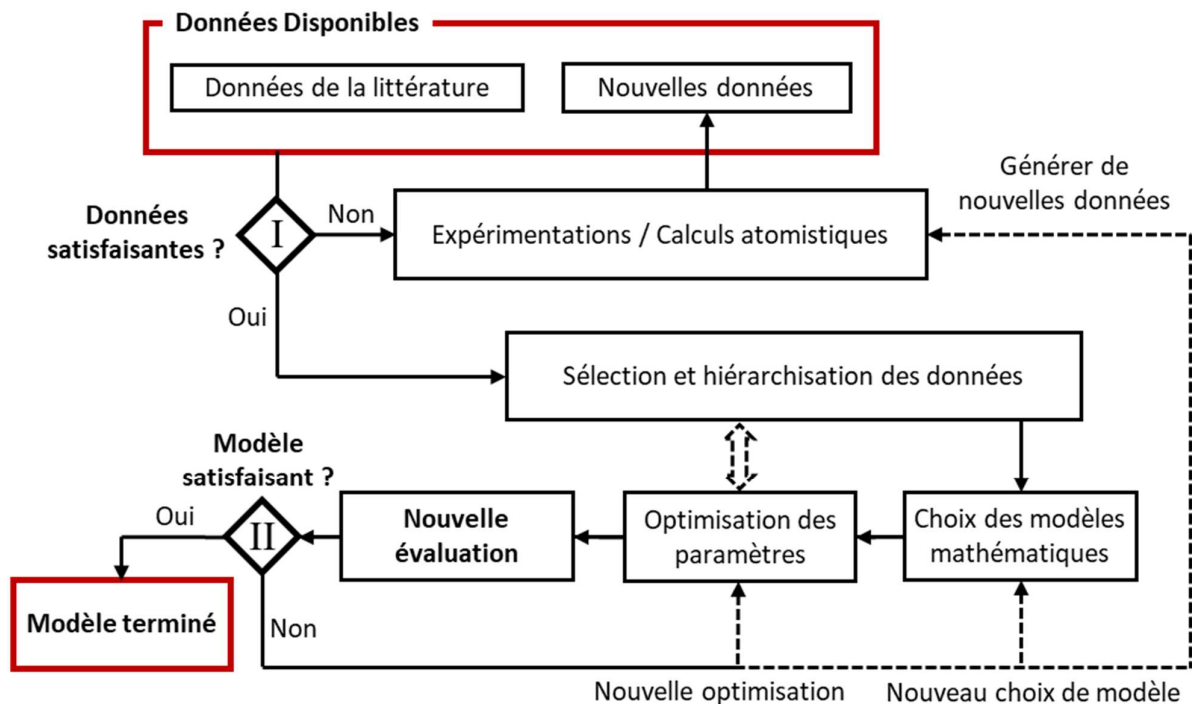 Données Disponibles
Données de la littérature
Nouvelles données
Générer de
nouvelles données
Données
satisfaisantes ?
I
Non
Expérimentations / Calculs atomistiques
Oui
Sélection et hiérarchisation des données
Modèle
satisfaisant ?
Oui
II
Nouvelle
évaluation
Optimisation des
paramètres
Choix des modèles
mathématiques
Modèle terminé
Non
Nouvelle optimisation
Nouveau choix de modèle